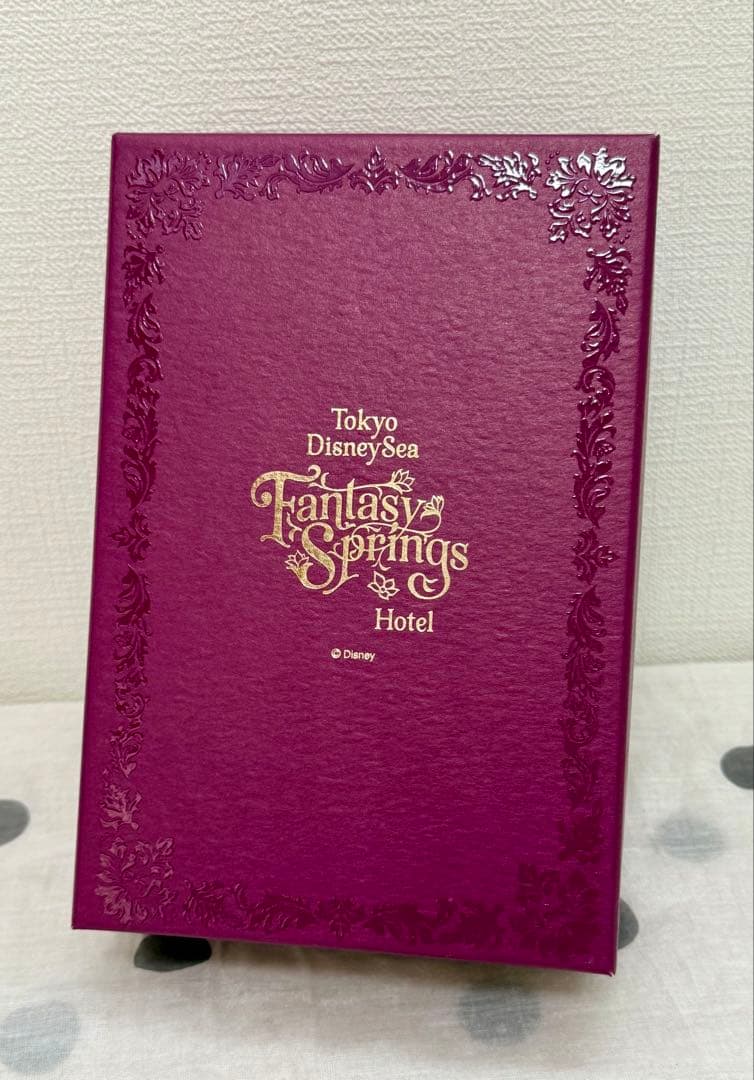 Tokyo
DisneySea
Fantasy
Springs
Hotel
© Disney